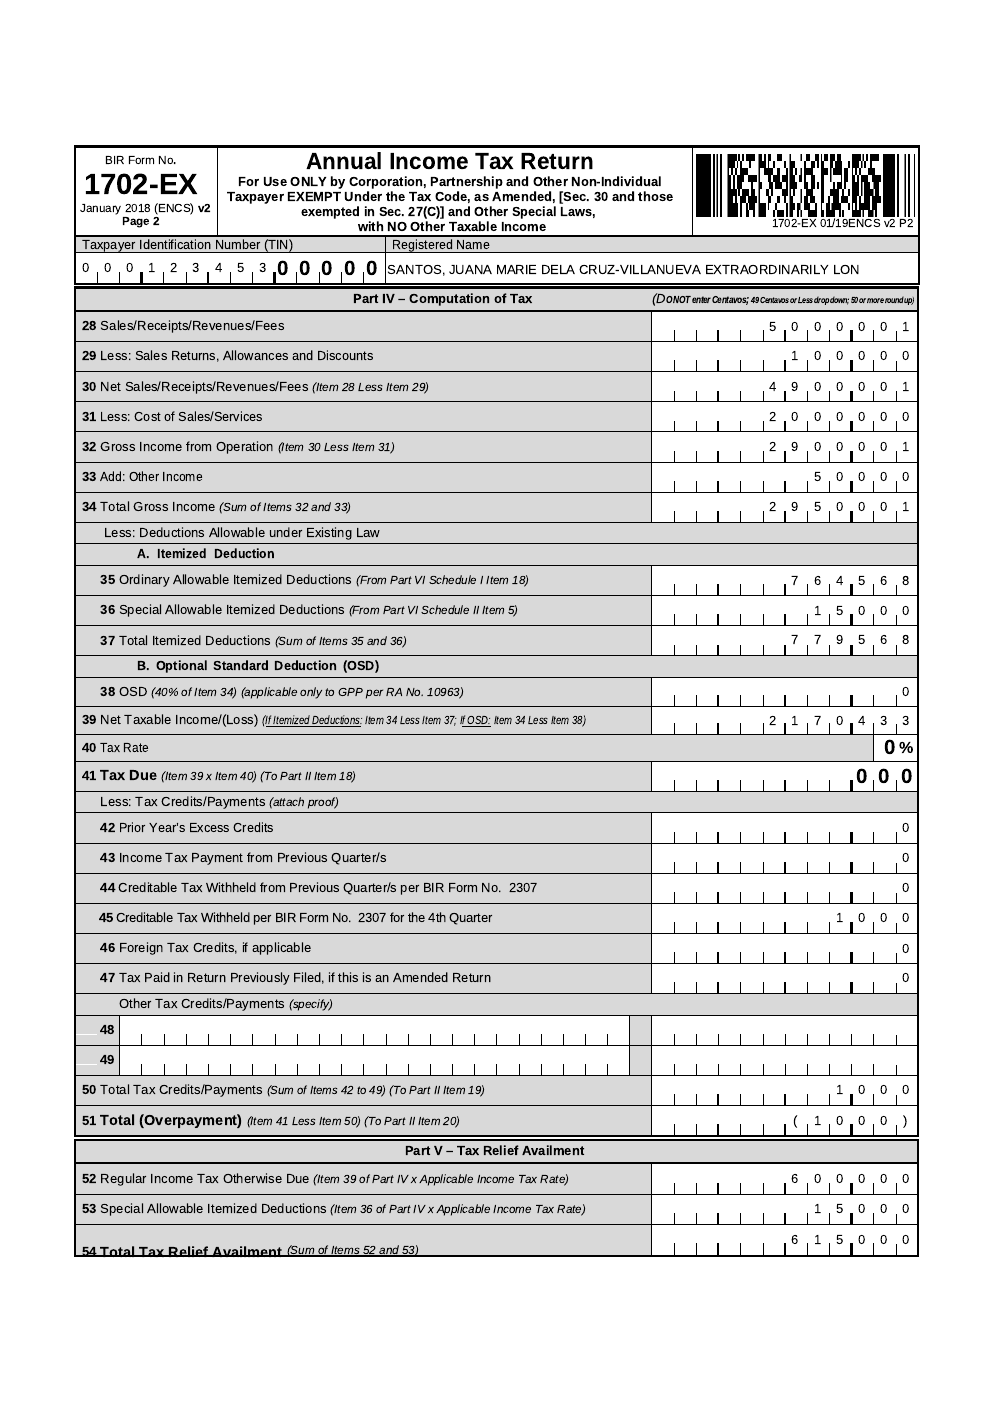 BIR Form No.
1702-EX
January 2018 (ENCS) v2
Page 2
Annual Income Tax Return
For Use ONLY by Corporation, Partnership and Other Non-Individual
Taxpayer EXEMPT Under the Tax Code, as Amended, [Sec. 30 and those
exempted in Sec. 27(C)] and Other Special Laws,
with NO Other Taxable Income
1702-EX 01/19ENCS v2 P2
Taxpayer Identification Number (TIN) Registered Name
0 0 0 1 2 3 4 5 3 0 0 0 0 0 SANTOS, JUANA MARIE DELA CRUZ-VILLANUEVA EXTRAORDINARILY LON
Part IV – Computation of Tax (DO NOT enter Centavos; 49 Centavos or Less drop down; 50 or more round up)
28 Sales/Receipts/Revenues/Fees 5 0 0 0 0 0 1
29 Less: Sales Returns, Allowances and Discounts 1 0 0 0 0 0
30 Net Sales/Receipts/Revenues/Fees (Item 28 Less Item 29) 4 9 0 0 0 0 1
31 Less: Cost of Sales/Services 2 0 0 0 0 0 0
32 Gross Income from Operation (Item 30 Less Item 31) 2 9 0 0 0 0 1
33 Add: Other Income 5 0 0 0 0
34 Total Gross Income (Sum of Items 32 and 33) 2 9 5 0 0 0 1
Less: Deductions Allowable under Existing Law
A. Itemized Deduction
35 Ordinary Allowable Itemized Deductions (From Part VI Schedule I Item 18) 7 6 4 5 6 8
36 Special Allowable Itemized Deductions (From Part VI Schedule II Item 5) 1 5 0 0 0
37 Total Itemized Deductions (Sum of Items 35 and 36) 7 7 9 5 6 8
B. Optional Standard Deduction (OSD)
38 OSD (40% of Item 34) (applicable only to GPP per RA No. 10963) 0
39 Net Taxable Income/(Loss) (If Itemized Deductions: Item 34 Less Item 37; If OSD: Item 34 Less Item 38) 2 1 7 0 4 3 3
40 Tax Rate 0 %
41 Tax Due (Item 39 x Item 40) (To Part II Item 18) 0 0 0
Less: Tax Credits/Payments (attach proof)
42 Prior Year's Excess Credits 0
43 Income Tax Payment from Previous Quarter/s 0
44 Creditable Tax Withheld from Previous Quarter/s per BIR Form No. 2307 0
45 Creditable Tax Withheld per BIR Form No. 2307 for the 4th Quarter 1 0 0 0
46 Foreign Tax Credits, if applicable 0
47 Tax Paid in Return Previously Filed, if this is an Amended Return 0
Other Tax Credits/Payments (specify)
48
49
50 Total Tax Credits/Payments (Sum of Items 42 to 49) (To Part II Item 19) 1 0 0 0
51 Total (Overpayment) (Item 41 Less Item 50) (To Part II Item 20) ( 1 0 0 0 )
Part V – Tax Relief Availment
52 Regular Income Tax Otherwise Due (Item 39 of Part IV x Applicable Income Tax Rate) 6 0 0 0 0 0
53 Special Allowable Itemized Deductions (Item 36 of Part IV x Applicable Income Tax Rate) 1 5 0 0 0
54 Total Tax Relief Availment (Sum of Items 52 and 53) 6 1 5 0 0 0